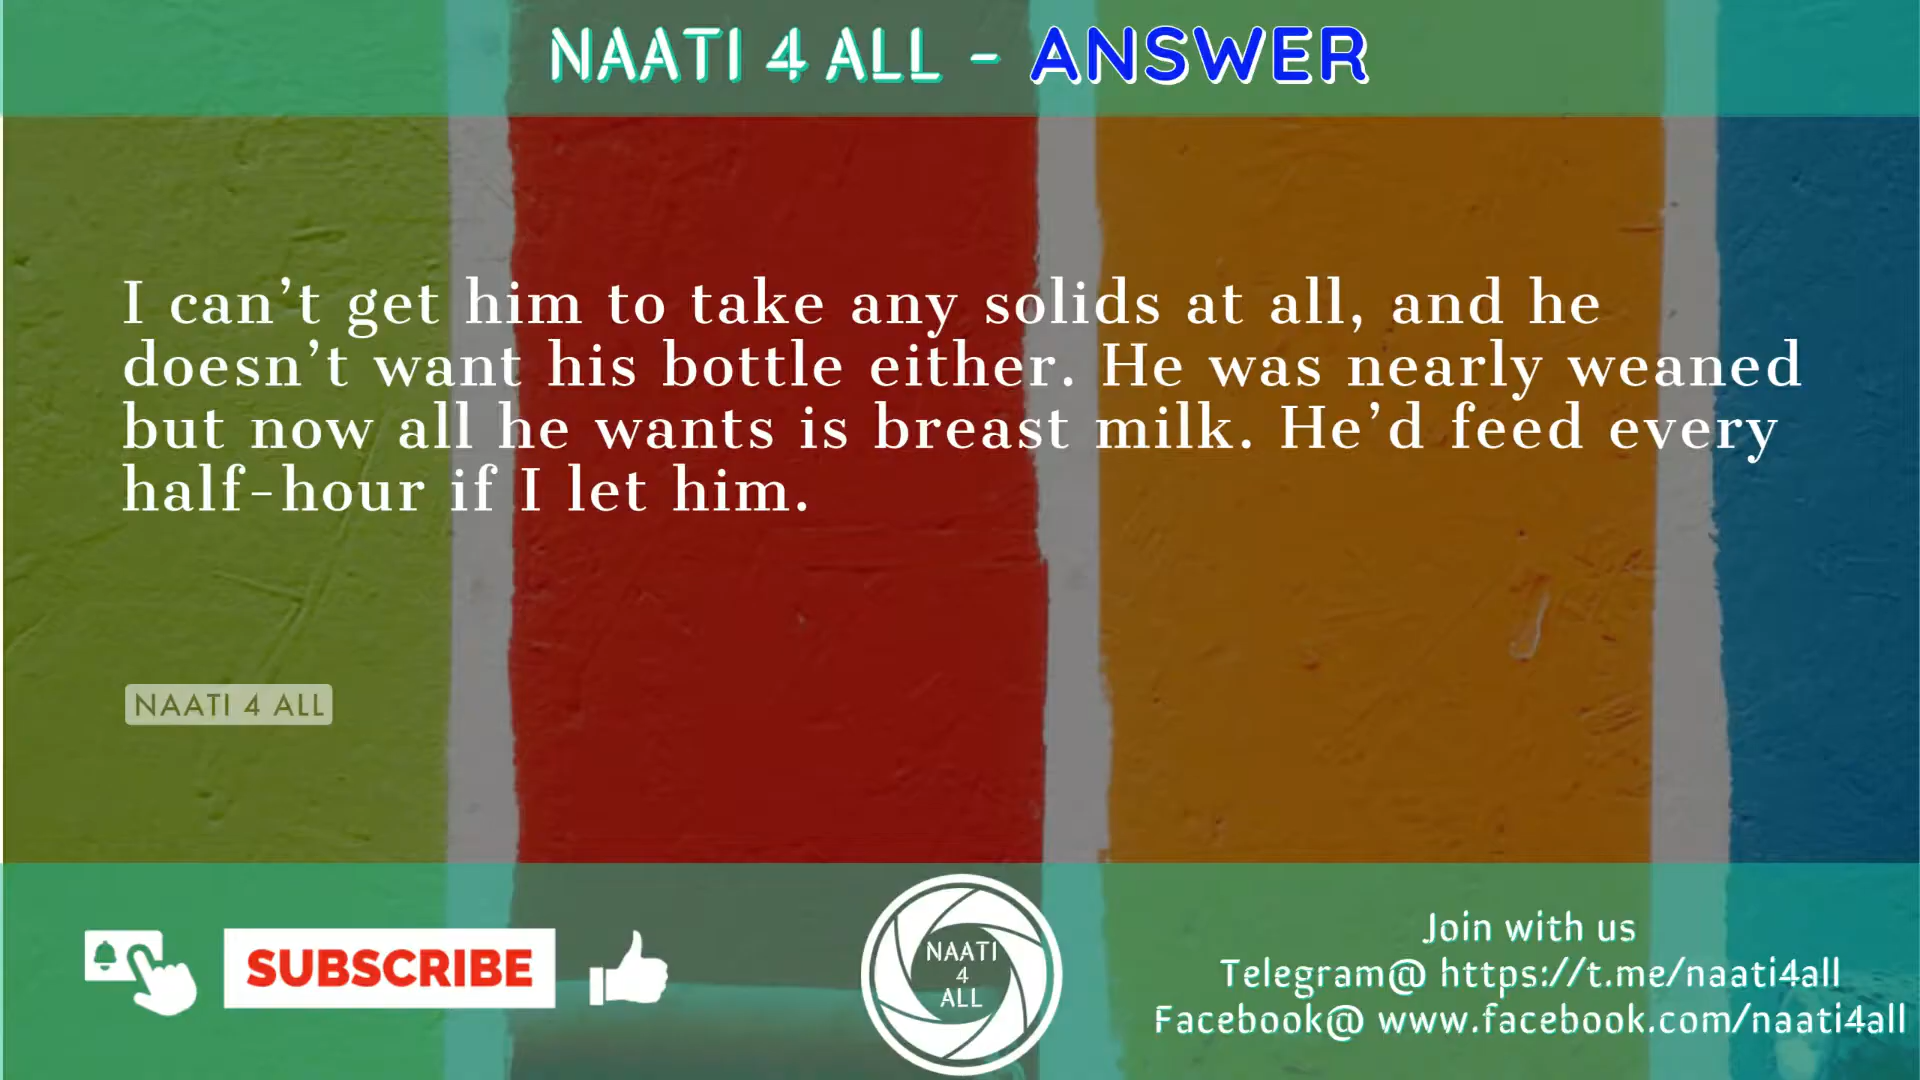 NAATI 4 ALL - ANSWER
I can’t get him to take any solids at all, and he
doesn’t want his bottle either. He was nearly weaned
but now all he wants is breast milk. He’d feed every
half-hour if I let him.
NAATI 4 ALL
SUBSCRIBE
NAATI
4
ALL
Join with us
Telegram@ https://t.me/naati4all
Facebook@ www.facebook.com/naati4all